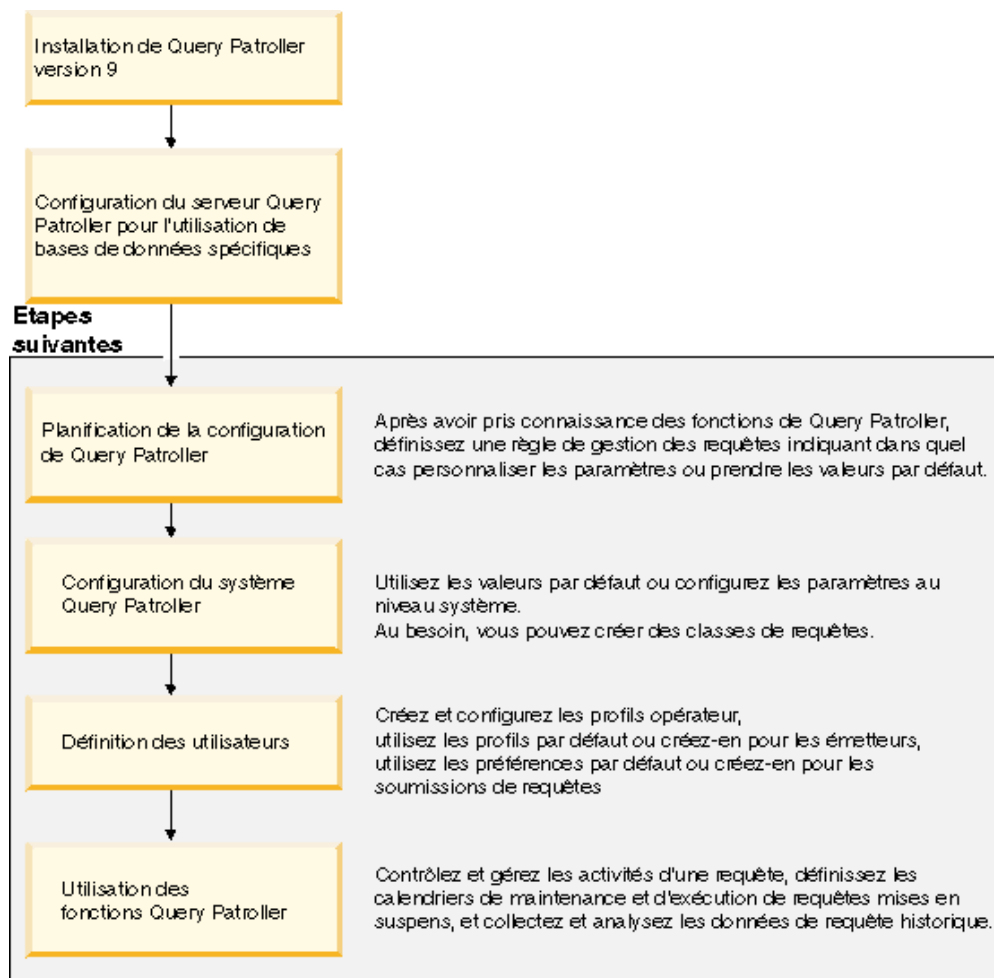 Installation de Query Patroller
version 9
Configuration du serveur Query
Patroller pour l'utilisation de
bases de données spécifiques
Etapes
suivantes
Planification de la configuration
de Query Patroller
Après avoir pris connaissance des fonctions de Query Patroller,
définissez une règle de gestion des requêtes indiquant dans quel
cas personnaliser les paramètres ou prendre les valeurs par défaut.
Configuration du système
Query Patroller
Utilisez les valeurs par défaut ou configurez les paramètres au
niveau système.
Au besoin, vous pouvez créer des classes de requêtes.
Définition des utilisateurs
Créez et configurez les profils opérateur,
utilisez les profils par défaut ou créez-en pour les émetteurs,
utilisez les préférences par défaut ou créez-en pour les
soumissions de requêtes
Utilisation des
fonctions Query Patroller
Contrôlez et gérez les activités d'une requête, définissez les
calendriers de maintenance et d'exécution de requêtes mises en
suspens, et collectez et analysez les données de requête historique.